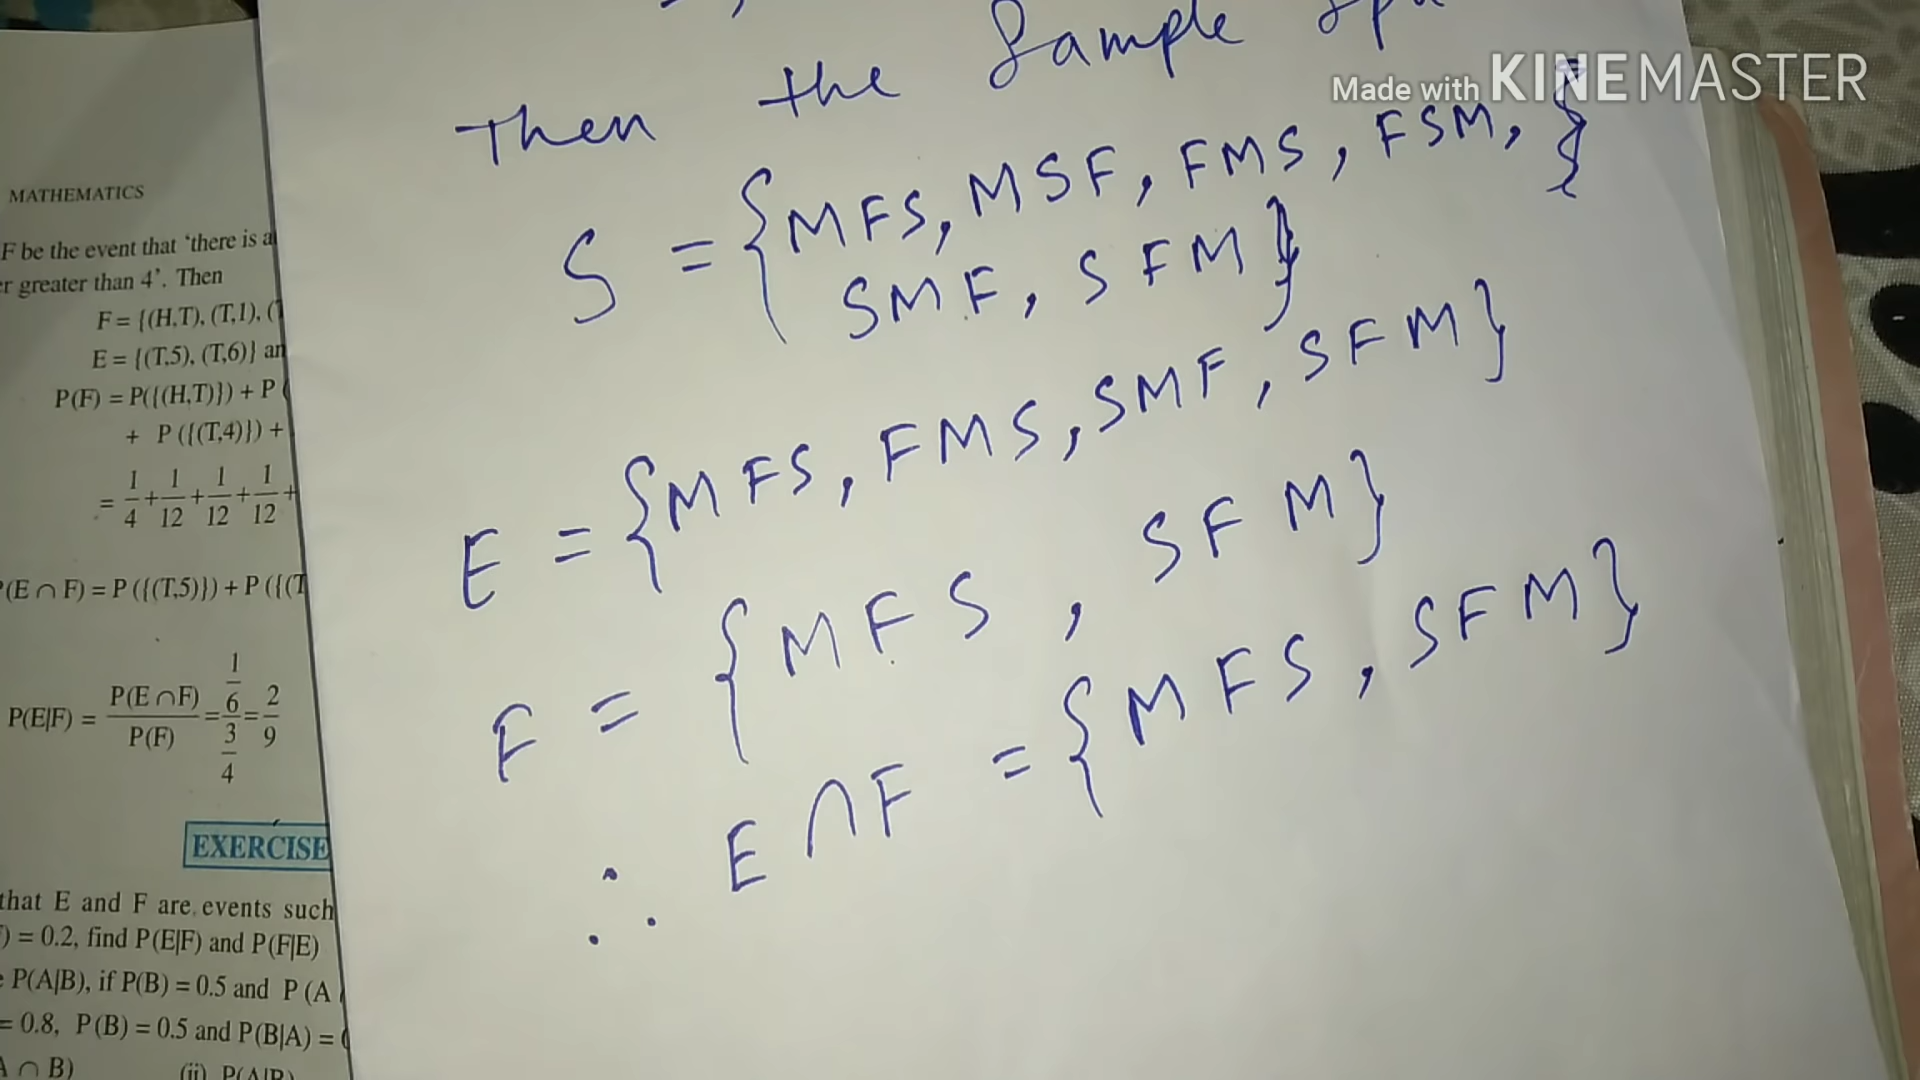 Made with KINEMASTER
Then the Sample
S = {MFS, MSF, FMS, FSM, }
SMF, SFM}
E = {MFS, FMS, SMF, SFM}
F = {MFS, SFM}
∴ E∩F = {MFS, SFM}
MATHEMATICS
F be the event that ‘there is a
greater than 4’. Then
F = {(H,T), (T,1), (
E = {(T,5), (T,6)} an
P(F) = P({(H,T)}) + P (
+ P ({(T,4)}) +
= 1/4 + 1/12 + 1/12 + 1/12 +
P(E ∩ F) = P ({(T,5)}) + P ({(T
P(E|F) = P(E ∩ F)/P(F) = (1/6)/(3/4) = 2/9
EXERCISE
that E and F are events such
) = 0.2, find P(E|F) and P(F|E)
P(A|B), if P(B) = 0.5 and P (A
= 0.8, P(B) = 0.5 and P(B|A) =
∩ B) (ii) P(A|B)